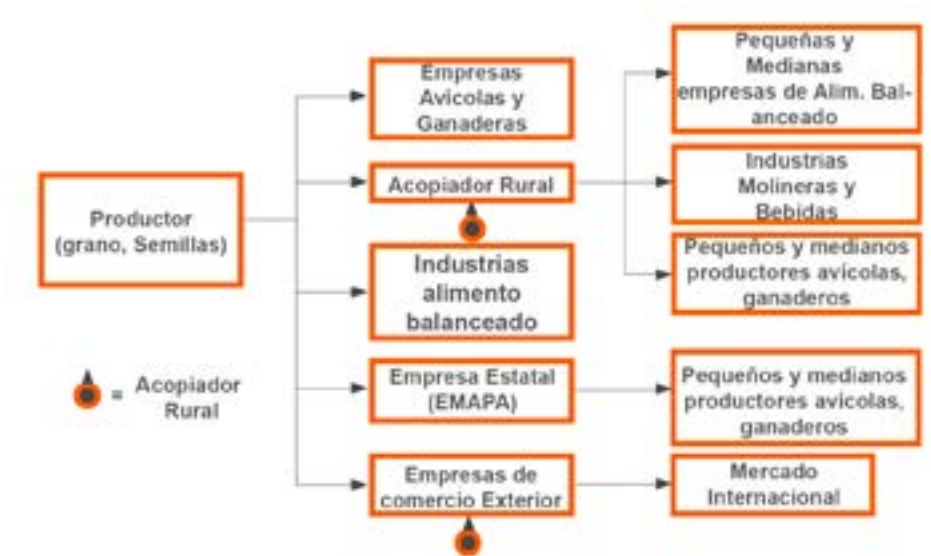 Productor
(grano, Semillas)
= Acopiador
Rural
Empresas
Avicolas y
Ganaderas
Acopiador Rural
Industrias
alimento
balanceado
Empresa Estatal
(EMAPA)
Empresas de
comercio Exterior
Pequeñas y
Medianas
empresas de Alim. Bal-
anceado
Industrias
Molineras y
Bebidas
Pequeños y medianos
productores avícolas,
ganaderos
Pequeños y medianos
productores avícolas,
ganaderos
Mercado
Internacional